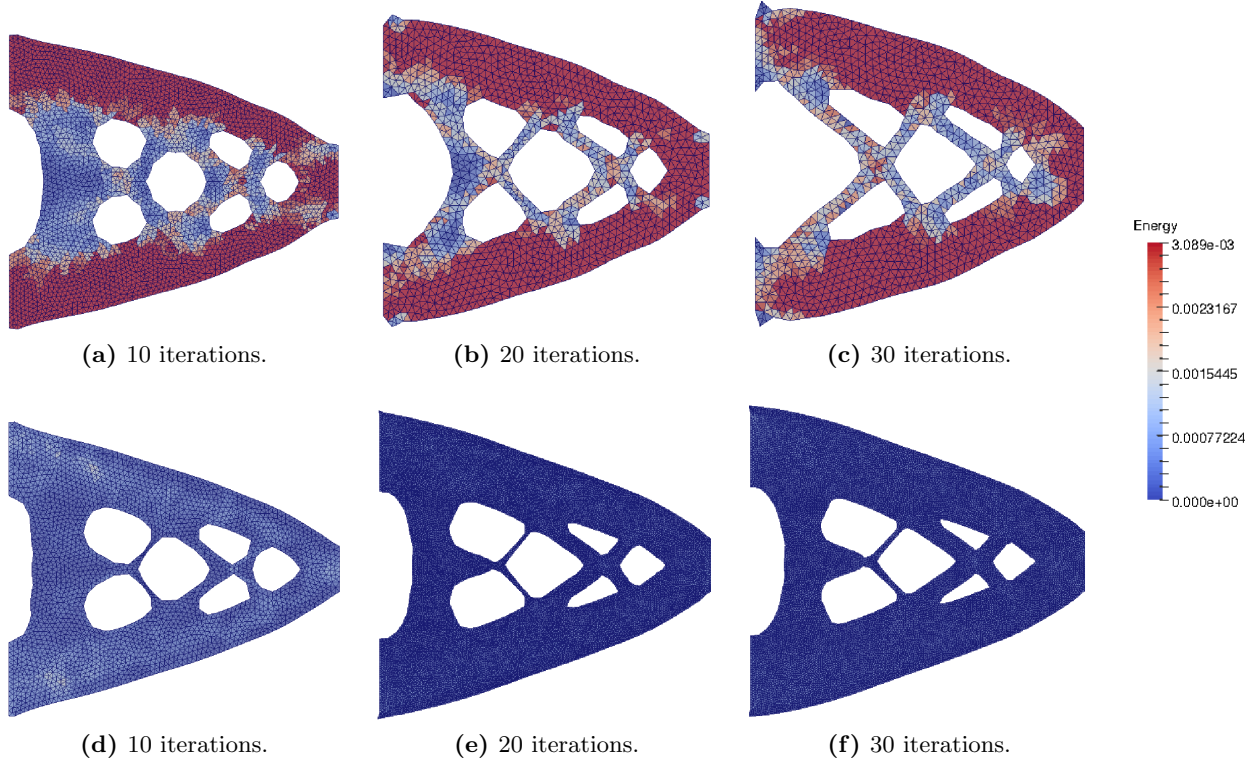 (a) 10 iterations.
(b) 20 iterations.
(c) 30 iterations.
Energy
3.089e-03
0.0023167
0.0015445
0.00077224
0.000e+00
(d) 10 iterations.
(e) 20 iterations.
(f) 30 iterations.